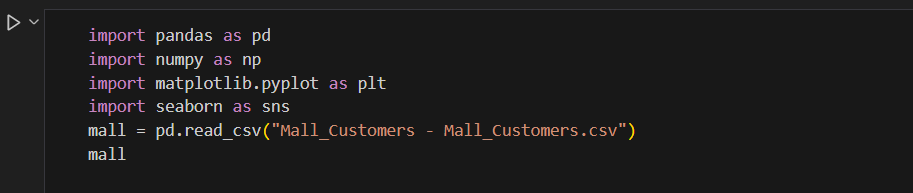 import pandas as pd
import numpy as np
import matplotlib.pyplot as plt
import seaborn as sns
mall = pd.read_csv("Mall_Customers - Mall_Customers.csv")
mall